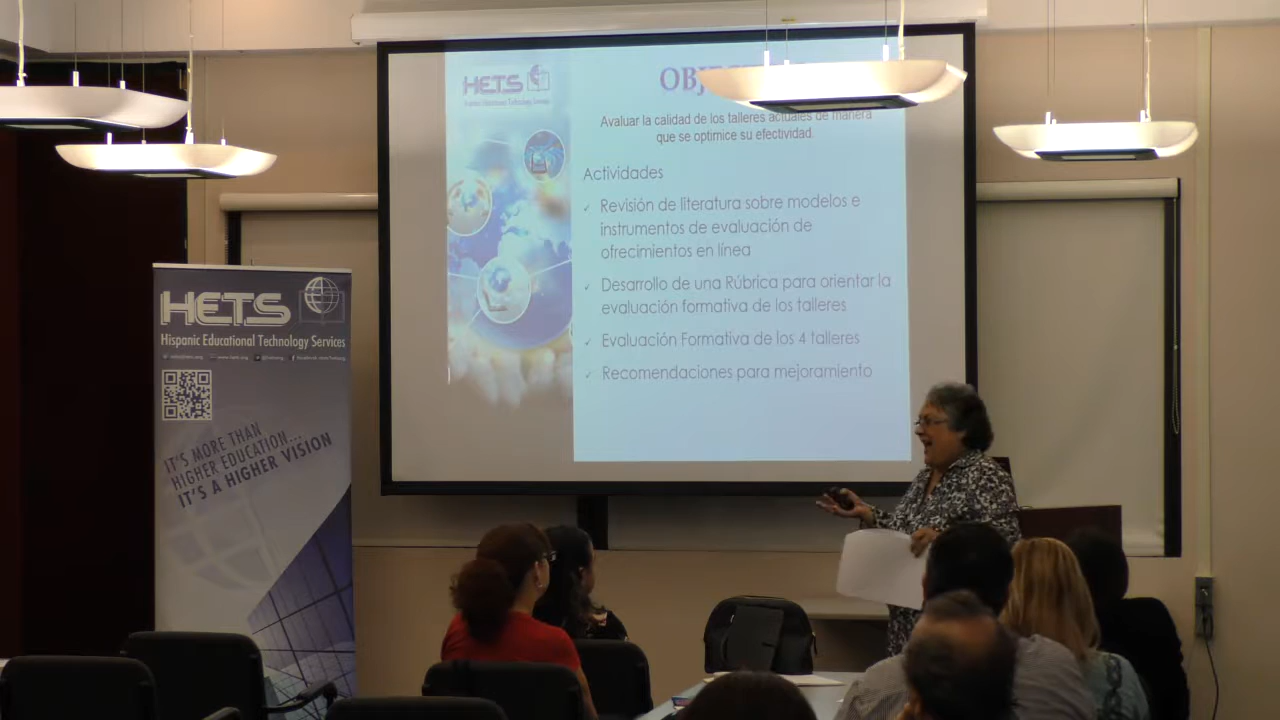 HETS
OBJ
Avaluar la calidad de los talleres actuales de manera
que se optimice su efectividad.
Actividades
✓ Revisión de literatura sobre modelos e
instrumentos de evaluación de
ofrecimientos en línea
✓ Desarrollo de una Rúbrica para orientar la
evaluación formativa de los talleres
✓ Evaluación Formativa de los 4 talleres
✓ Recomendaciones para mejoramiento
HETS
Hispanic Educational Technology Services
IT'S MORE THAN
HIGHER EDUCATION...
IT'S A HIGHER VISION